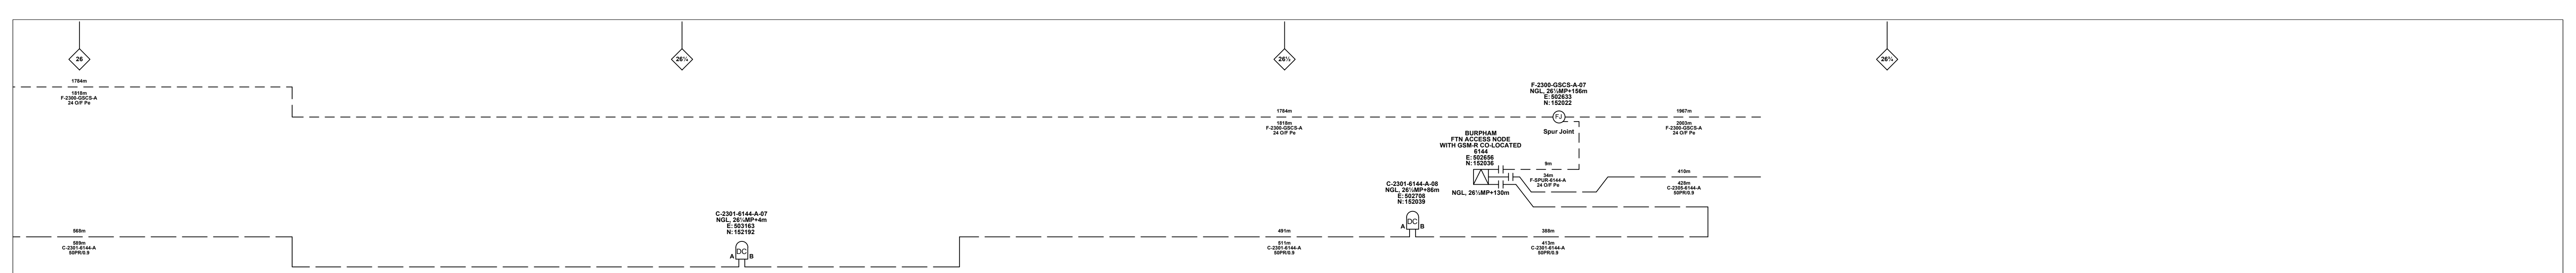 26
26¼
26½
26¾
1784m
1818m
F-2300-GSCS-A
24 O/F Pe
1784m
1818m
F-2300-GSCS-A
24 O/F Pe
F-2300-GSCS-A-07
NGL, 26½MP+156m
E: 502633
N: 152022
FJ
Spur Joint
1967m
2003m
F-2300-GSCS-A
24 O/F Pe
BURPHAM
FTN ACCESS NODE
WITH GSM-R CO-LOCATED
6144
E: 502656
N: 152036
NGL, 26½MP+130m
9m
34m
F-SPUR-6144-A
24 O/F Pe
410m
428m
C-2305-6144-A
50PR/0.9
C-2301-6144-A-08
NGL, 26½MP+86m
E: 502708
N: 152039
DC
A
B
C-2301-6144-A-07
NGL, 26¼MP+4m
E: 503163
N: 152192
DC
A
B
568m
589m
C-2301-6144-A
50PR/0.9
491m
511m
C-2301-6144-A
50PR/0.9
388m
413m
C-2301-6144-A
50PR/0.9